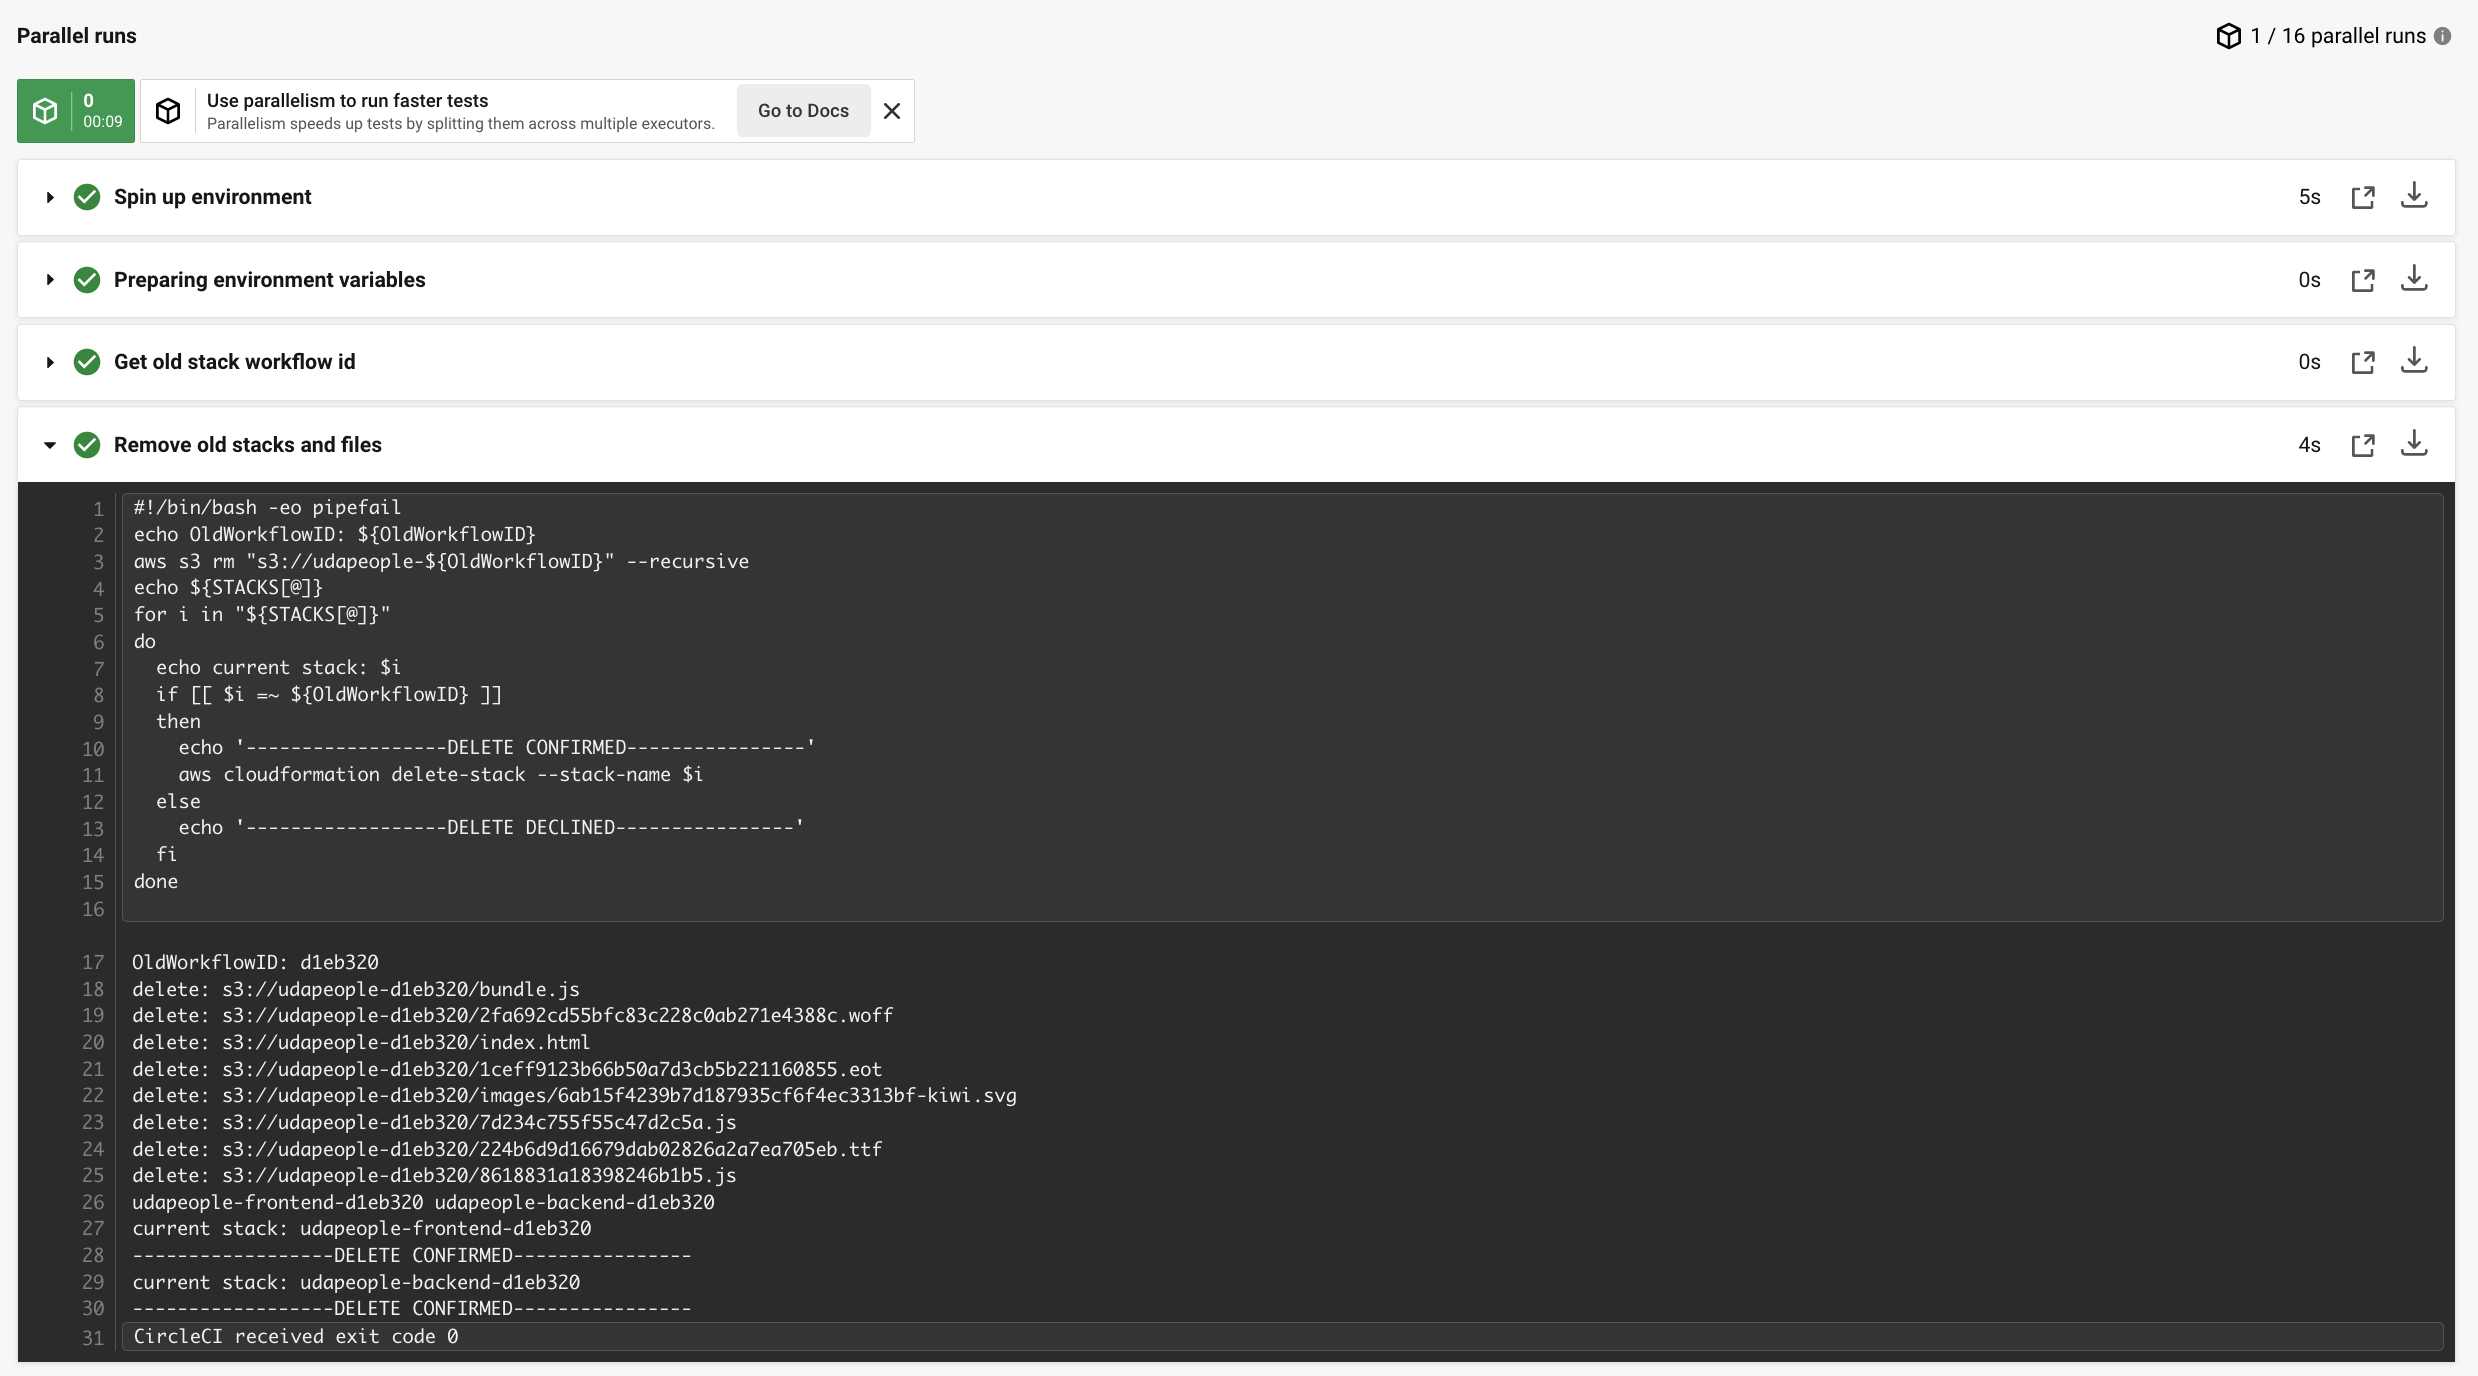 Parallel runs
1 / 16 parallel runs
0
00:09
Use parallelism to run faster tests
Parallelism speeds up tests by splitting them across multiple executors.
Go to Docs
Spin up environment
5s
Preparing environment variables
0s
Get old stack workflow id
0s
Remove old stacks and files
4s
1 #!/bin/bash -eo pipefail
2 echo OldWorkflowID: ${OldWorkflowID}
3 aws s3 rm "s3://udapeople-${OldWorkflowID}" --recursive
4 echo ${STACKS[@]}
5 for i in "${STACKS[@]}"
6 do
7   echo current stack: $i
8   if [[ $i =~ ${OldWorkflowID} ]]
9   then
10     echo '------------------DELETE CONFIRMED----------------'
11     aws cloudformation delete-stack --stack-name $i
12   else
13     echo '------------------DELETE DECLINED----------------'
14   fi
15 done
16
17 OldWorkflowID: d1eb320
18 delete: s3://udapeople-d1eb320/bundle.js
19 delete: s3://udapeople-d1eb320/2fa692cd55bfc83c228c0ab271e4388c.woff
20 delete: s3://udapeople-d1eb320/index.html
21 delete: s3://udapeople-d1eb320/1ceff9123b66b50a7d3cb5b221160855.eot
22 delete: s3://udapeople-d1eb320/images/6ab15f4239b7d187935cf6f4ec3313bf-kiwi.svg
23 delete: s3://udapeople-d1eb320/7d234c755f55c47d2c5a.js
24 delete: s3://udapeople-d1eb320/224b6d9d16679dab02826a2a7ea705eb.ttf
25 delete: s3://udapeople-d1eb320/8618831a18398246b1b5.js
26 udapeople-frontend-d1eb320 udapeople-backend-d1eb320
27 current stack: udapeople-frontend-d1eb320
28 ------------------DELETE CONFIRMED----------------
29 current stack: udapeople-backend-d1eb320
30 ------------------DELETE CONFIRMED----------------
31 CircleCI received exit code 0